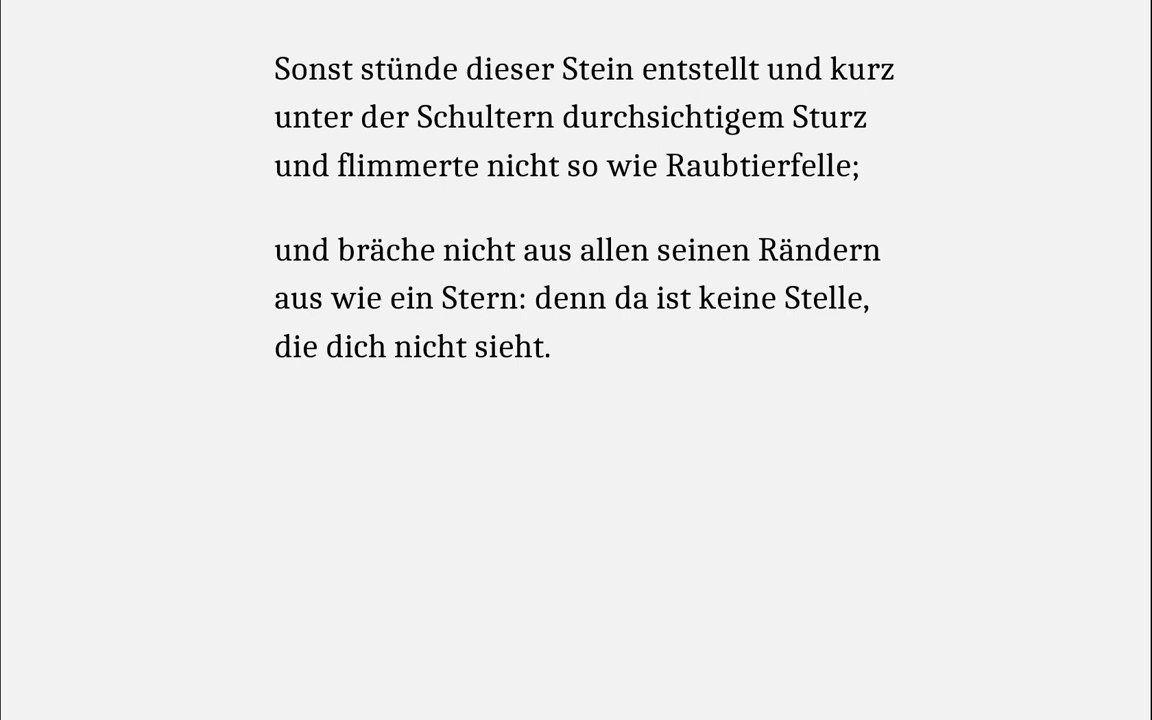 Sonst stünde dieser Stein entstellt und kurz
unter der Schultern durchsichtigem Sturz
und flimmerte nicht so wie Raubtierfelle;
und bräche nicht aus allen seinen Rändern
aus wie ein Stern: denn da ist keine Stelle,
die dich nicht sieht.